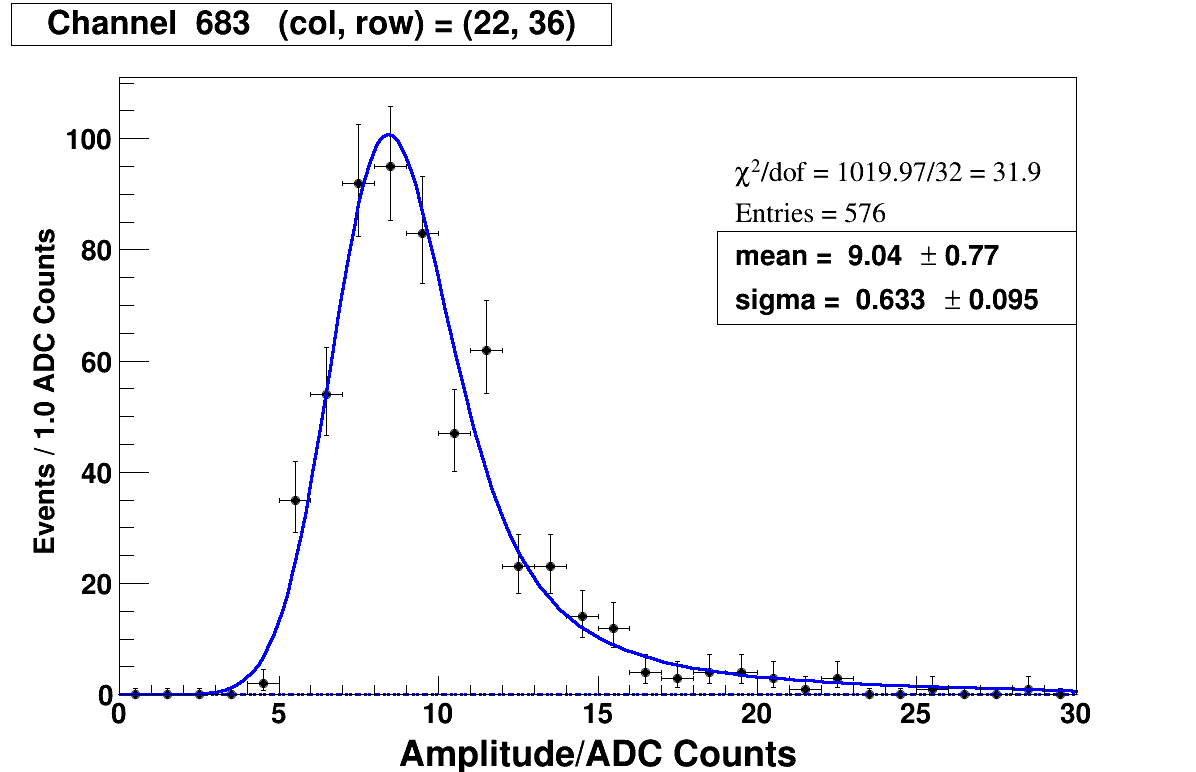 Channel 683 (col, row) = (22, 36)
χ²/dof = 1019.97/32 = 31.9
Entries = 576
mean = 9.04 ± 0.77
sigma = 0.633 ± 0.095
Events / 1.0 ADC Counts
100
80
60
40
20
0
0 5 10 15 20 25 30
Amplitude/ADC Counts